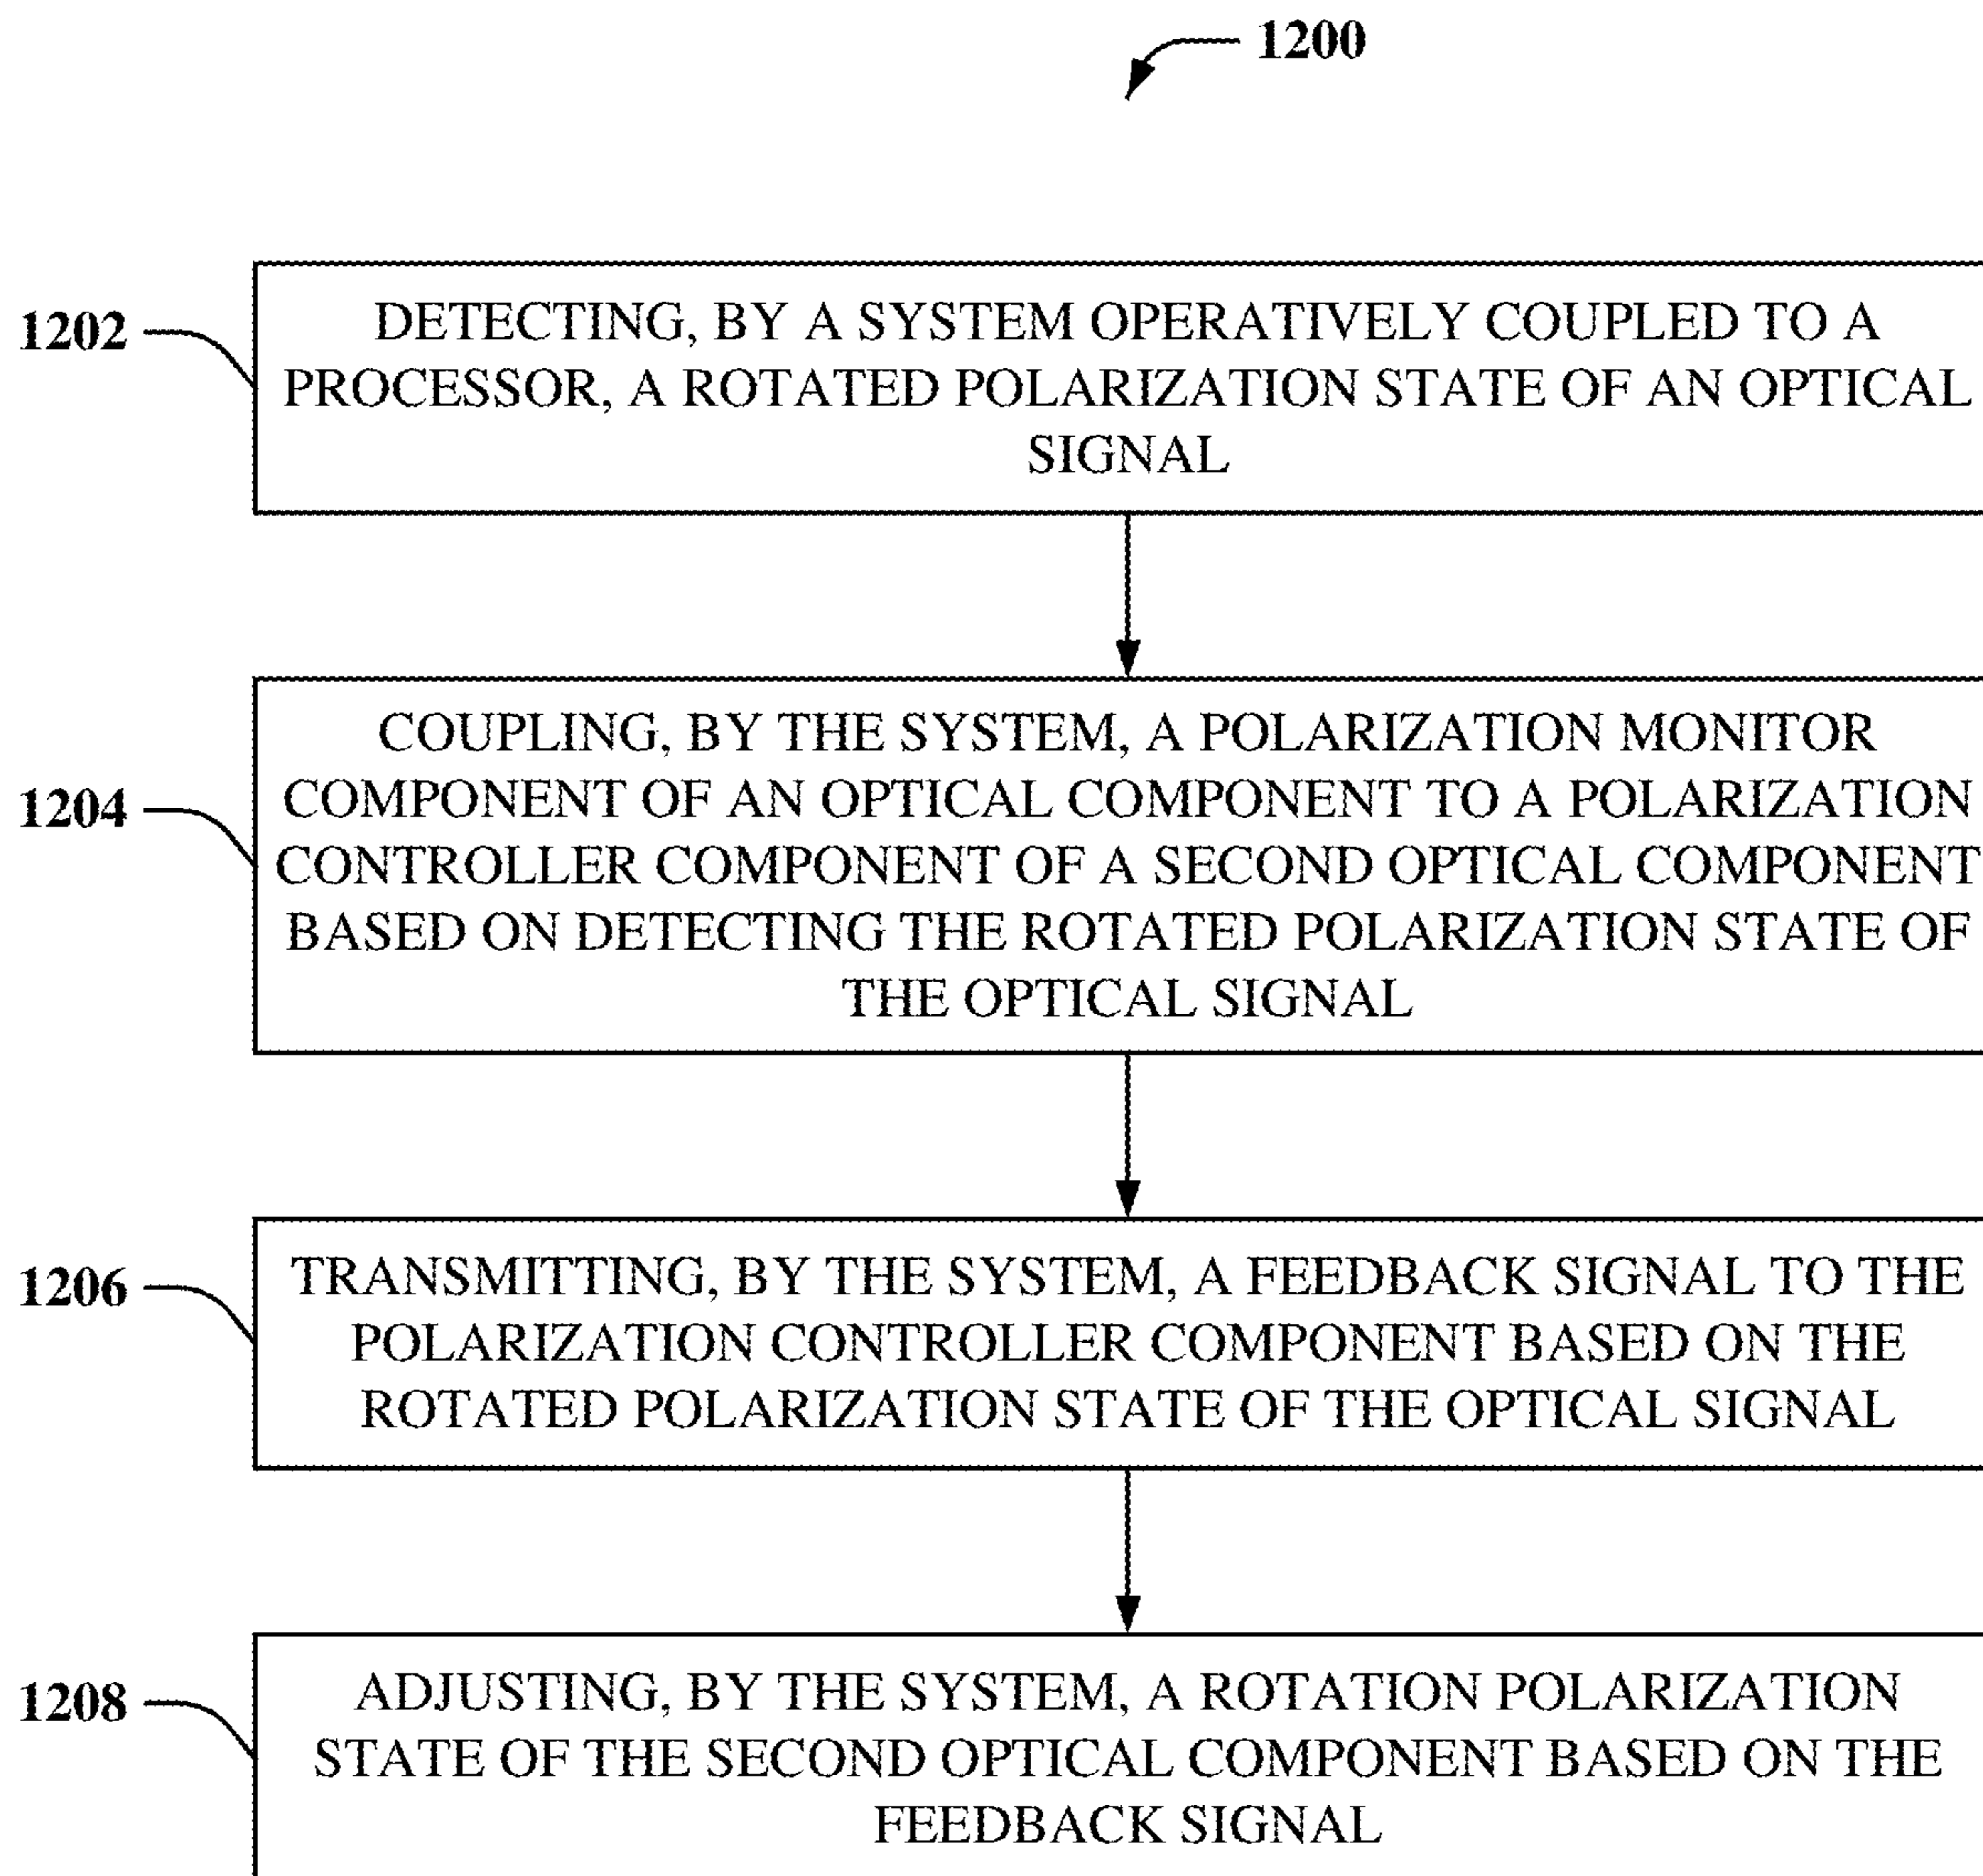 1200
1202
DETECTING, BY A SYSTEM OPERATIVELY COUPLED TO A
PROCESSOR, A ROTATED POLARIZATION STATE OF AN OPTICAL
SIGNAL
1204
COUPLING, BY THE SYSTEM, A POLARIZATION MONITOR
COMPONENT OF AN OPTICAL COMPONENT TO A POLARIZATION
CONTROLLER COMPONENT OF A SECOND OPTICAL COMPONENT
BASED ON DETECTING THE ROTATED POLARIZATION STATE OF
THE OPTICAL SIGNAL
1206
TRANSMITTING, BY THE SYSTEM, A FEEDBACK SIGNAL TO THE
POLARIZATION CONTROLLER COMPONENT BASED ON THE
ROTATED POLARIZATION STATE OF THE OPTICAL SIGNAL
1208
ADJUSTING, BY THE SYSTEM, A ROTATION POLARIZATION
STATE OF THE SECOND OPTICAL COMPONENT BASED ON THE
FEEDBACK SIGNAL